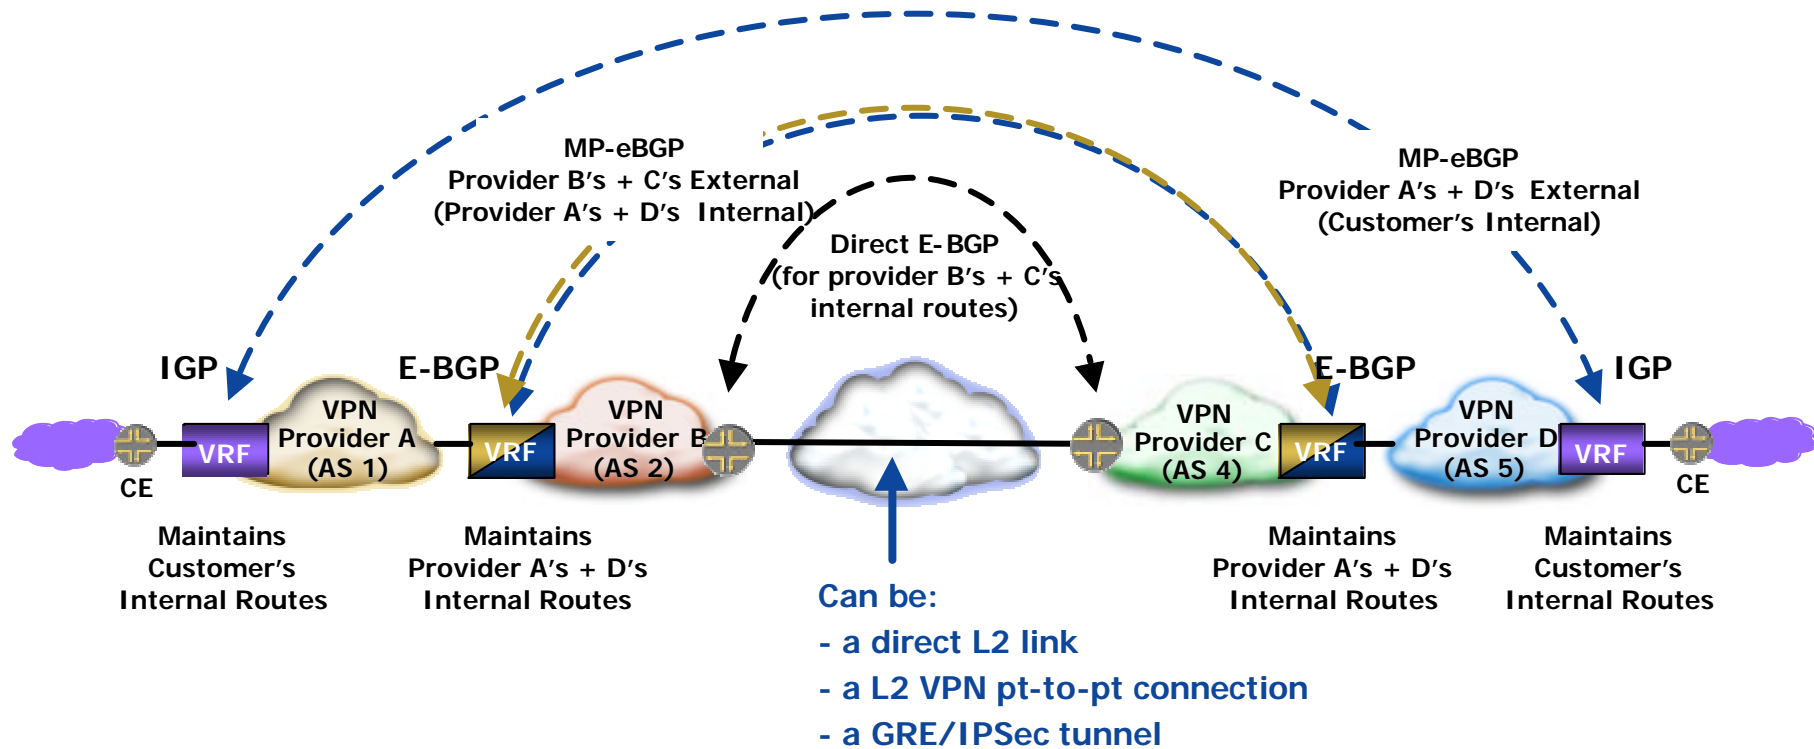 MP-eBGP
Provider B's + C's External
(Provider A's + D's Internal)
MP-eBGP
Provider A's + D's External
(Customer's Internal)
Direct E-BGP
(for provider B's + C's
internal routes)
IGP
E-BGP
E-BGP
IGP
CE
VRF
VPN
Provider A
(AS 1)
VRF
VPN
Provider B
(AS 2)
VPN
Provider C
(AS 4)
VRF
VPN
Provider D
(AS 5)
VRF
CE
Maintains
Customer's
Internal Routes
Maintains
Provider A's + D's
Internal Routes
Maintains
Provider A's + D's
Internal Routes
Maintains
Customer's
Internal Routes
Can be:
- a direct L2 link
- a L2 VPN pt-to-pt connection
- a GRE/IPSec tunnel